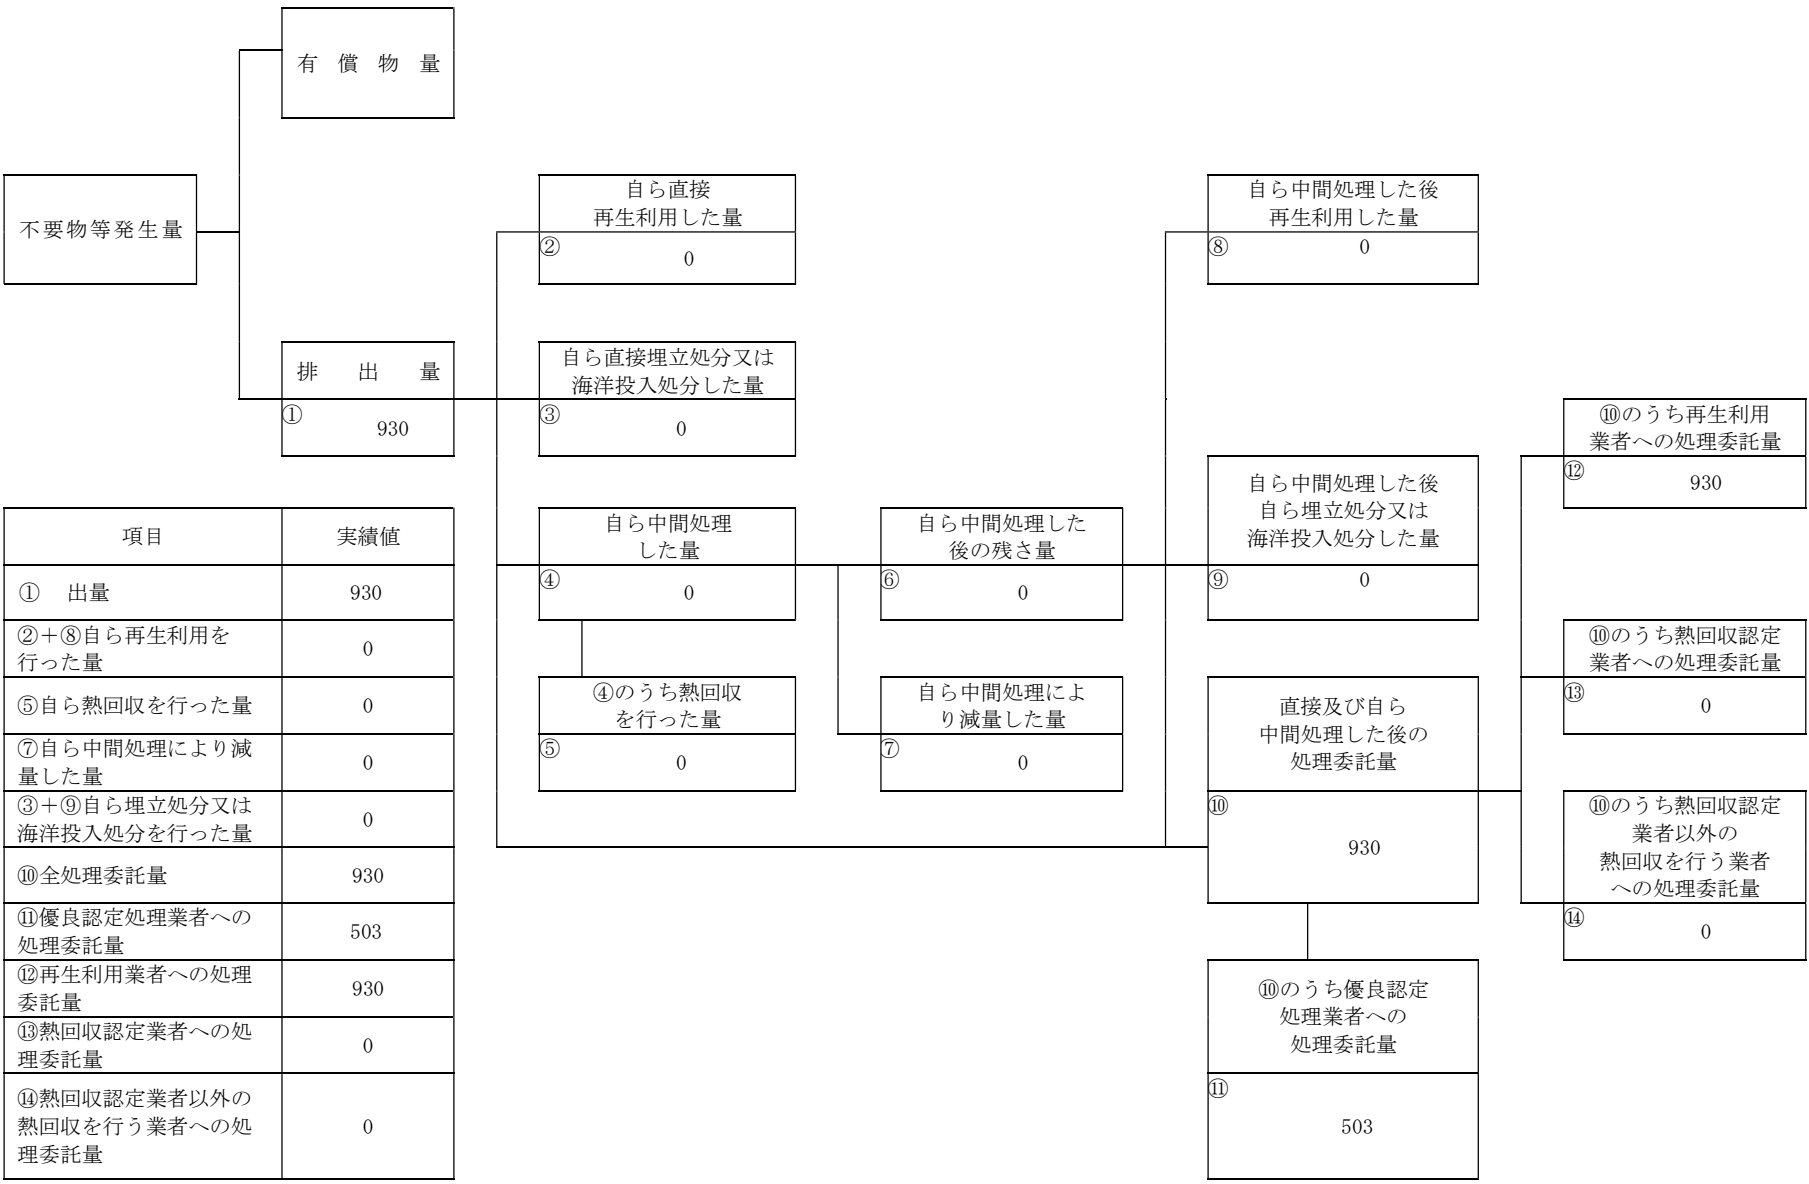 有償物量
不要物等発生量
自ら直接
再生利用した量
②
0
自ら中間処理した後
再生利用した量
⑧
0
排出量
①
930
自ら直接埋立処分又は
海洋投入処分した量
③
0
⑩のうち再生利用
業者への処理委託量
⑫
930
自ら中間処理した後
自ら埋立処分又は
海洋投入処分した量
⑨
0
自ら中間処理
した量
④
0
自ら中間処理した
後の残さ量
⑥
0
⑩のうち熱回収認定
業者への処理委託量
⑬
0
④のうち熱回収
を行った量
⑤
0
自ら中間処理によ
り減量した量
⑦
0
直接及び自ら
中間処理した後の
処理委託量
⑩
930
⑩のうち熱回収認定
業者以外の
熱回収を行う業者
への処理委託量
⑭
0
⑩のうち優良認定
処理業者への
処理委託量
⑪
503
項目 実績値
① 出量 930
②+⑧自ら再生利用を
行った量
0
⑤自ら熱回収を行った量 0
⑦自ら中間処理により減
量した量
0
③+⑨自ら埋立処分又は
海洋投入処分を行った量
0
⑩全処理委託量 930
⑪優良認定処理業者への
処理委託量
503
⑫再生利用業者への処理
委託量
930
⑬熱回収認定業者への処
理委託量
0
⑭熱回収認定業者以外の
熱回収を行う業者への処
理委託量
0